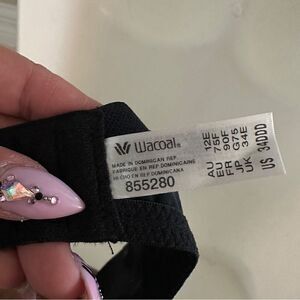 Wacoal
MADE IN DOMINICAN REP.
FABRIQUE EN REP DOMINICAINE
HECHO EN REP DOMINICANA
855280
AU 12E
EU 75F
FR 90F
JP G75
UK 34E
US 34DDD